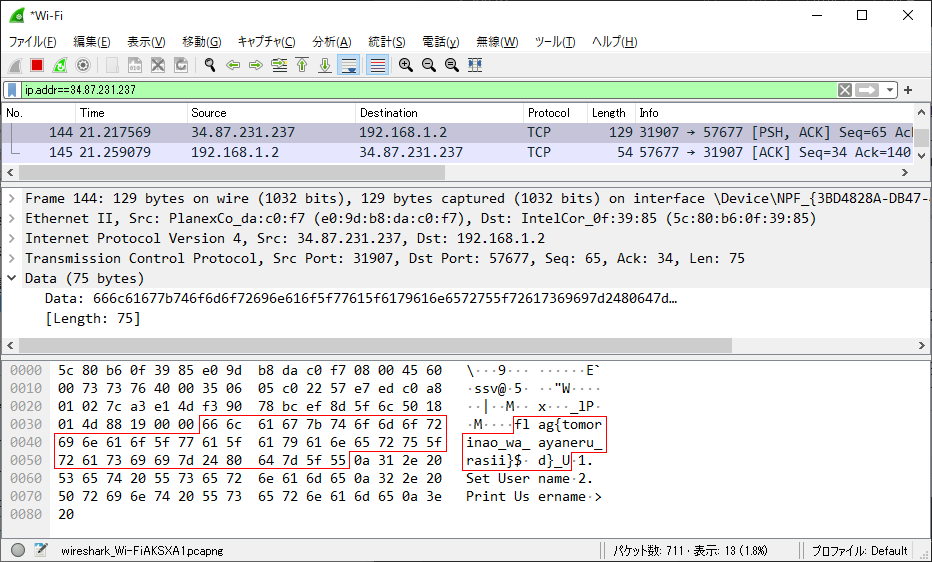 *Wi-Fi
ファイル(F) 編集(E) 表示(V) 移動(G) キャプチャ(C) 分析(A) 統計(S) 電話(y) 無線(W) ツール(T) ヘルプ(H)
ip.addr==34.87.231.237
No. Time Source Destination Protocol Length Info
144 21.217569 34.87.231.237 192.168.1.2 TCP 129 31907 → 57677 [PSH, ACK] Seq=65 Ack
145 21.259079 192.168.1.2 34.87.231.237 TCP 54 57677 → 31907 [ACK] Seq=34 Ack=140
Frame 144: 129 bytes on wire (1032 bits), 129 bytes captured (1032 bits) on interface \Device\NPF_{3BD4828A-DB47-
Ethernet II, Src: PlanexCo_da:c0:f7 (e0:9d:b8:da:c0:f7), Dst: IntelCor_0f:39:85 (5c:80:b6:0f:39:85)
Internet Protocol Version 4, Src: 34.87.231.237, Dst: 192.168.1.2
Transmission Control Protocol, Src Port: 31907, Dst Port: 57677, Seq: 65, Ack: 34, Len: 75
Data (75 bytes)
Data: 666c61677b746f6d6f72696e616f5f77615f6179616e6572755f72617369697d2480647d…
[Length: 75]
0000 5c 80 b6 0f 39 85 e0 9d b8 da c0 f7 08 00 45 60 \···9··· ······E`
0010 00 73 73 76 40 00 35 06 05 c0 22 57 e7 ed c0 a8 ·ssv@·5· ··"W····
0020 01 02 7c a3 e1 4d f3 90 78 bc ef 8d 5f 6c 50 18 ··|··M·· x···_lP·
0030 01 4d 88 19 00 00 66 6c 61 67 7b 74 6f 6d 6f 72 ·M····fl ag{tomor
0040 69 6e 61 6f 5f 77 61 5f 61 79 61 6e 65 72 75 5f inao_wa_ ayaneru_
0050 72 61 73 69 69 7d 24 80 64 7d 5f 55 0a 31 2e 20 rasii}$· d}_U·1.
0060 53 65 74 20 55 73 65 72 6e 61 6d 65 0a 32 2e 20 Set User name·2.
0070 50 72 69 6e 74 20 55 73 65 72 6e 61 6d 65 0a 3e Print Us ername·>
0080 20
wireshark_Wi-FiAKSXA1.pcapng パケット数: 711 · 表示: 13 (1.8%) プロファイル: Default